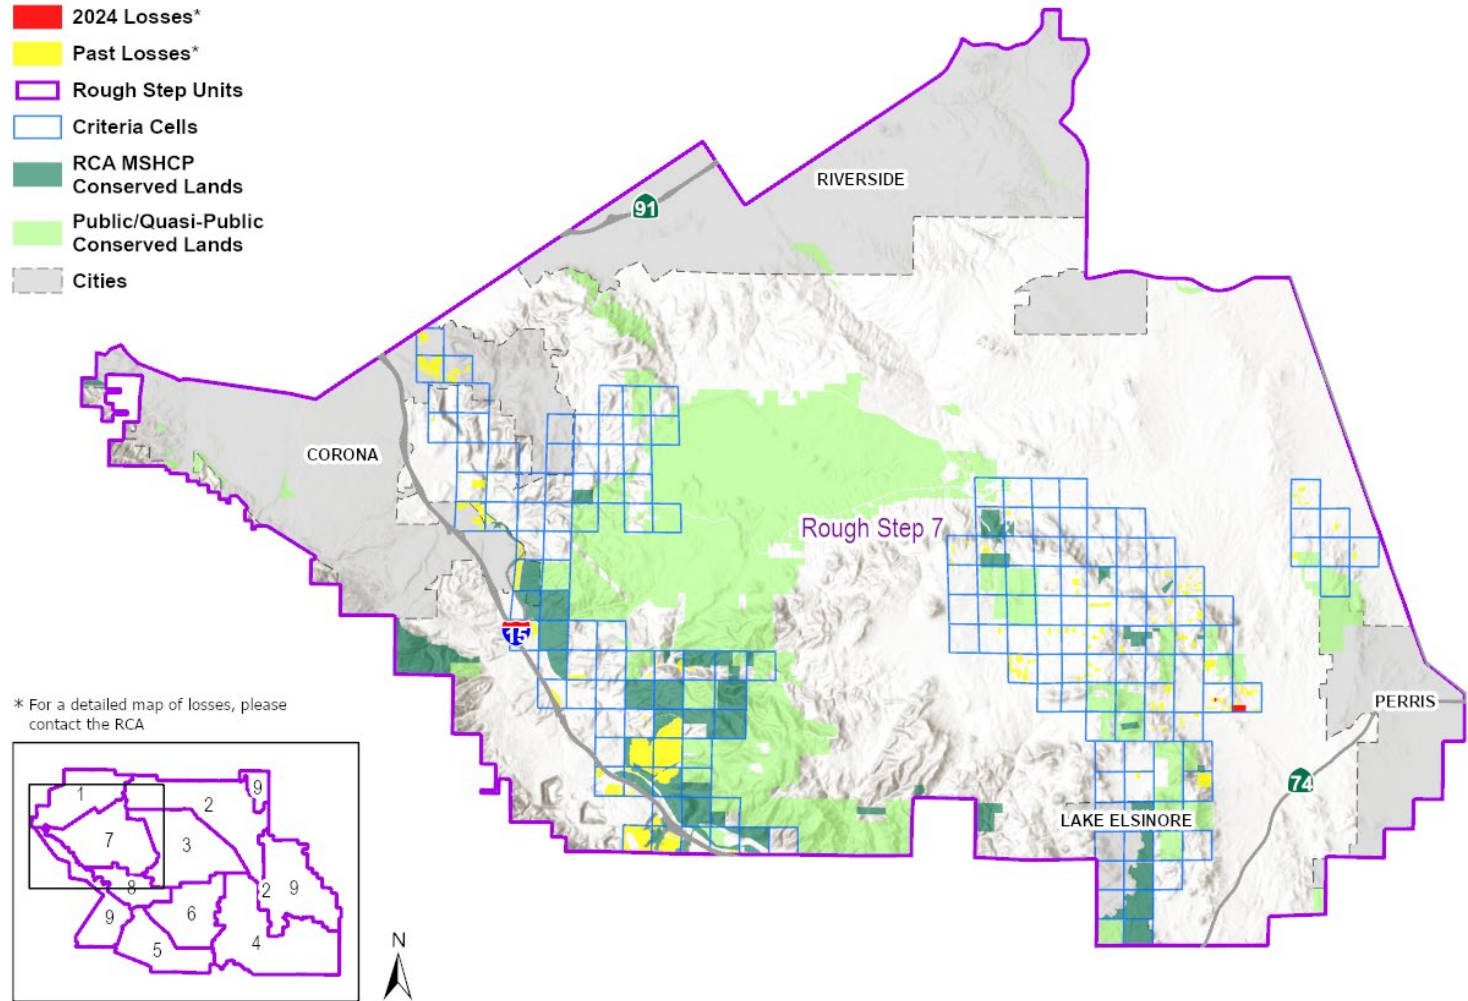 2024 Losses*
Past Losses*
Rough Step Units
Criteria Cells
RCA MSHCP
Conserved Lands
Public/Quasi-Public
Conserved Lands
Cities
RIVERSIDE
91
CORONA
Rough Step 7
15
PERRIS
74
LAKE ELSINORE
* For a detailed map of losses, please
contact the RCA
1
2
9
7
3
8
2
9
9
6
5
4
N